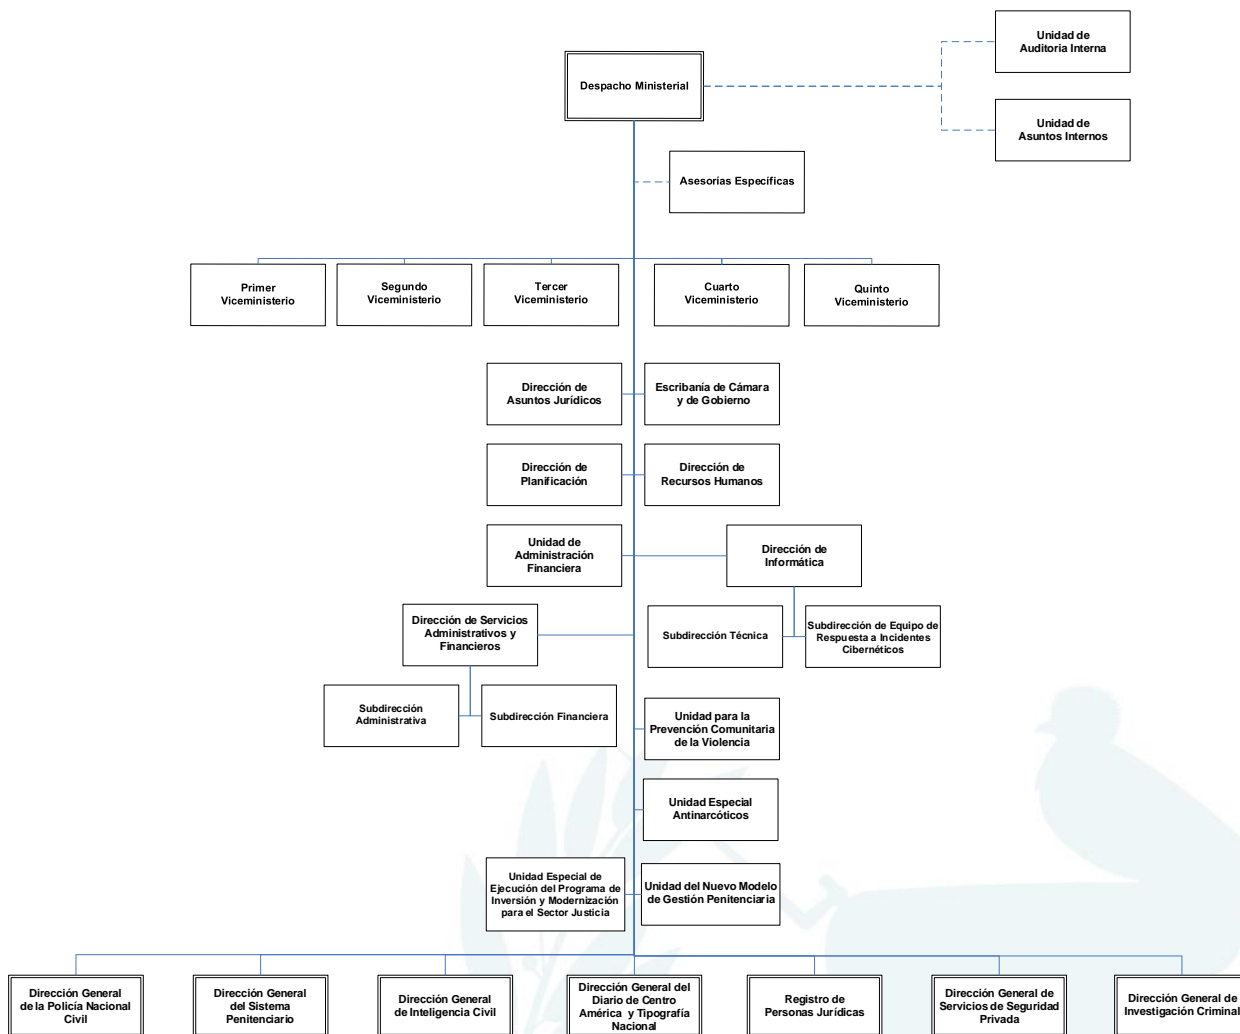 Unidad de
Auditoria Interna
Despacho Ministerial
Unidad de
Asuntos Internos
Asesorías Específicas
Primer
Viceministerio
Segundo
Viceministerio
Tercer
Viceministerio
Cuarto
Viceministerio
Quinto
Viceministerio
Dirección de
Asuntos Jurídicos
Escribanía de Cámara
y de Gobierno
Dirección de
Planificación
Dirección de
Recursos Humanos
Unidad de
Administración
Financiera
Dirección de
Informática
Dirección de Servicios
Administrativos y
Financieros
Subdirección Técnica
Subdirección de Equipo de
Respuesta a Incidentes
Cibernéticos
Subdirección
Administrativa
Subdirección Financiera
Unidad para la
Prevención Comunitaria
de la Violencia
Unidad Especial
Antinarcóticos
Unidad Especial de
Ejecución del Programa de
Inversión y Modernización
para el Sector Justicia
Unidad del Nuevo Modelo
de Gestión Penitenciaria
Dirección General
de la Policía Nacional
Civil
Dirección General
del Sistema
Penitenciario
Dirección General
de Inteligencia Civil
Dirección General del
Diario de Centro
América y Tipografía
Nacional
Registro de
Personas Jurídicas
Dirección General de
Servicios de Seguridad
Privada
Dirección General de
Investigación Criminal